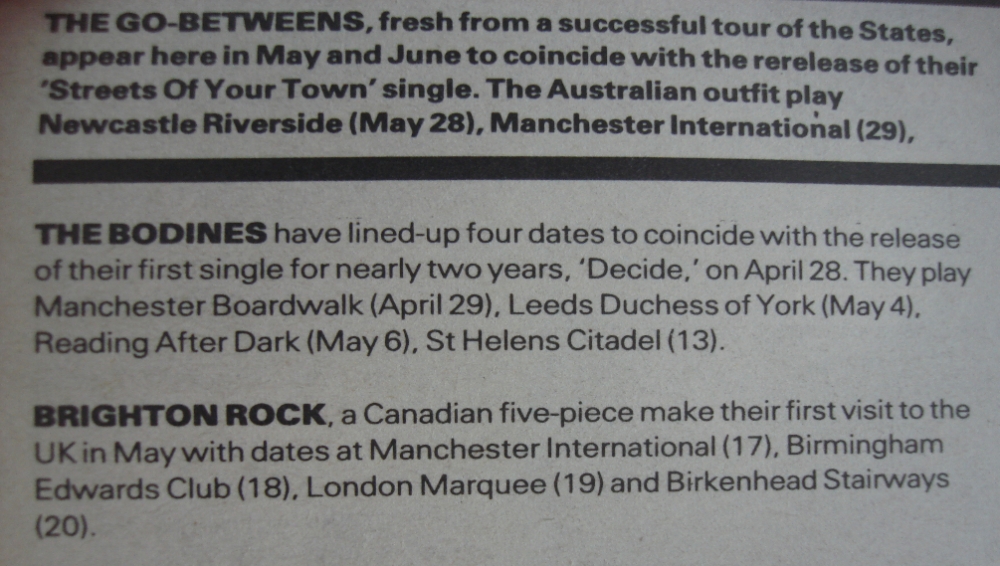 THE GO-BETWEENS, fresh from a successful tour of the States,
appear here in May and June to coincide with the rerelease of their
'Streets Of Your Town' single. The Australian outfit play
Newcastle Riverside (May 28), Manchester International (29),
THE BODINES have lined-up four dates to coincide with the release
of their first single for nearly two years, 'Decide,' on April 28. They play
Manchester Boardwalk (April 29), Leeds Duchess of York (May 4),
Reading After Dark (May 6), St Helens Citadel (13).
BRIGHTON ROCK, a Canadian five-piece make their first visit to the
UK in May with dates at Manchester International (17), Birmingham
Edwards Club (18), London Marquee (19) and Birkenhead Stairways
(20).